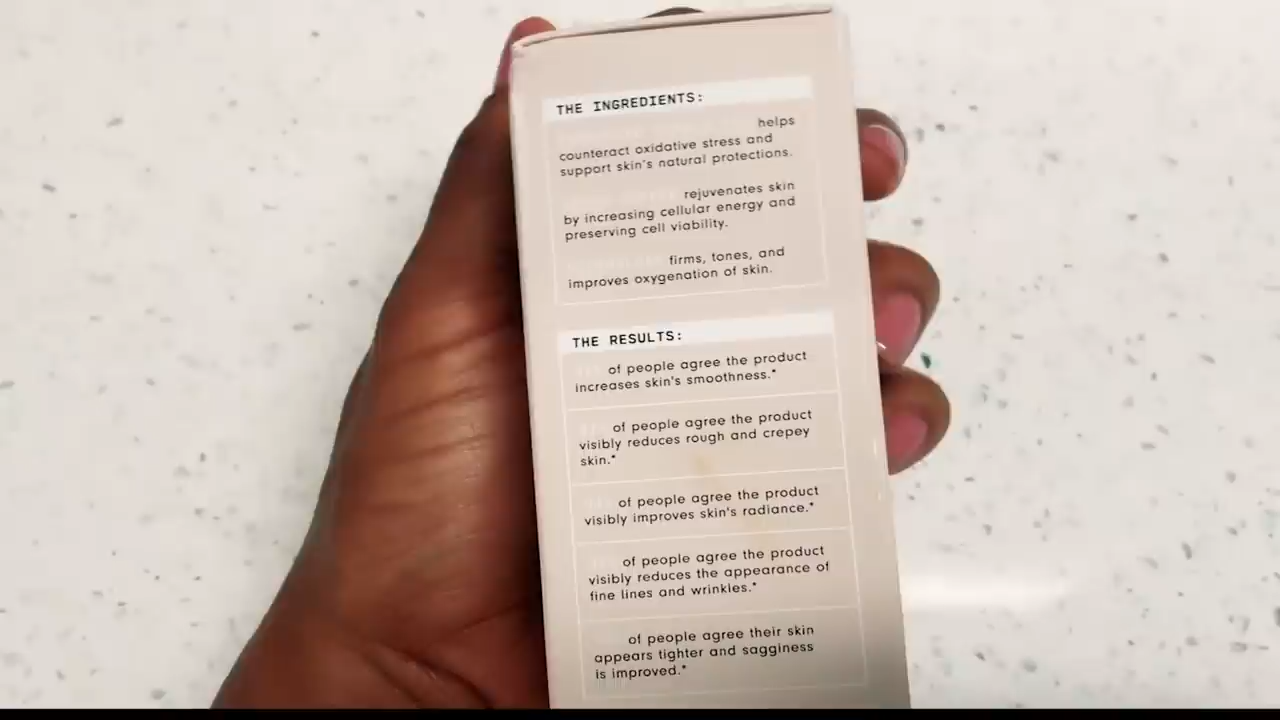 THE INGREDIENTS:
helps
counteract oxidative stress and
support skin's natural protections.
rejuvenates skin
by increasing cellular energy and
preserving cell viability.
firms, tones, and
improves oxygenation of skin.
THE RESULTS:
of people agree the product
increases skin's smoothness.*
of people agree the product
visibly reduces rough and crepey
skin.*
of people agree the product
visibly improves skin's radiance.*
of people agree the product
visibly reduces the appearance of
fine lines and wrinkles.*
of people agree their skin
appears tighter and sagginess
is improved.*